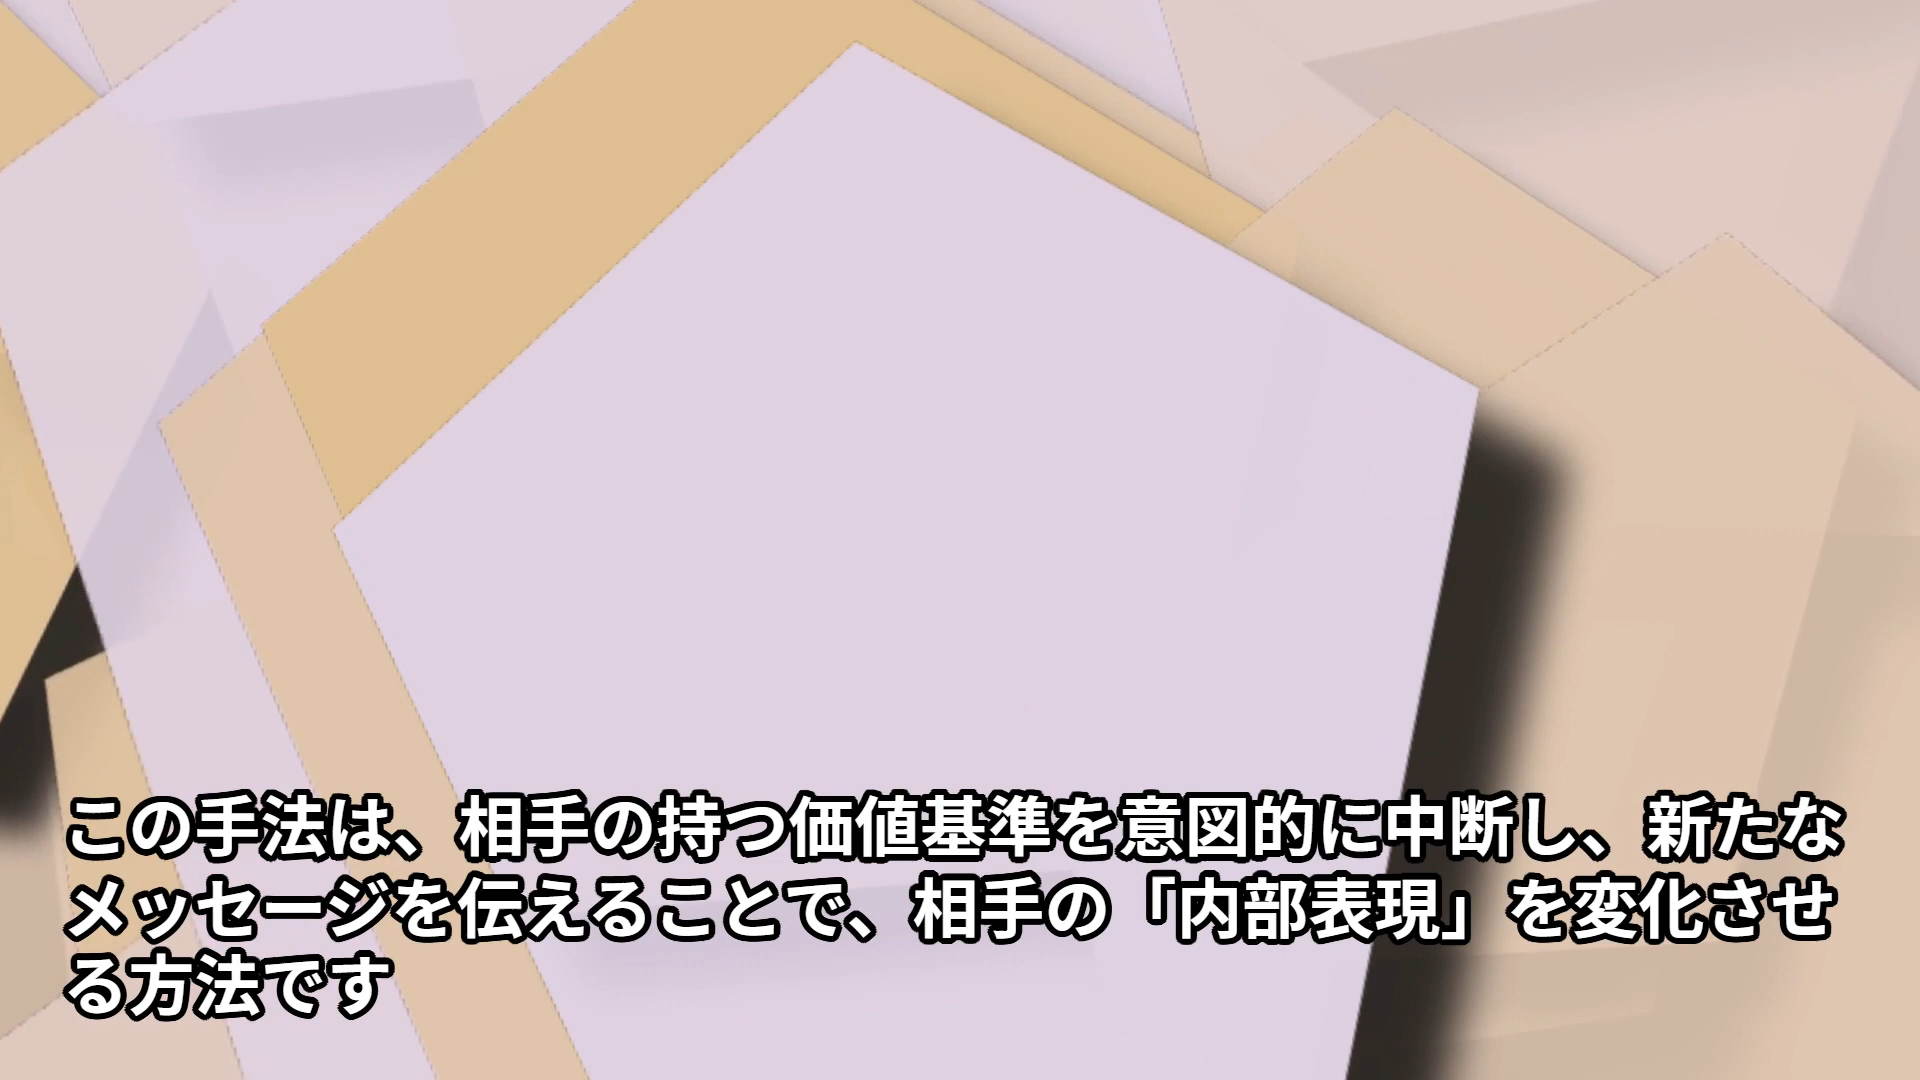 この手法は、相手の持つ価値基準を意図的に中断し、新たな
メッセージを伝えることで、相手の「内部表現」を変化させ
る方法です